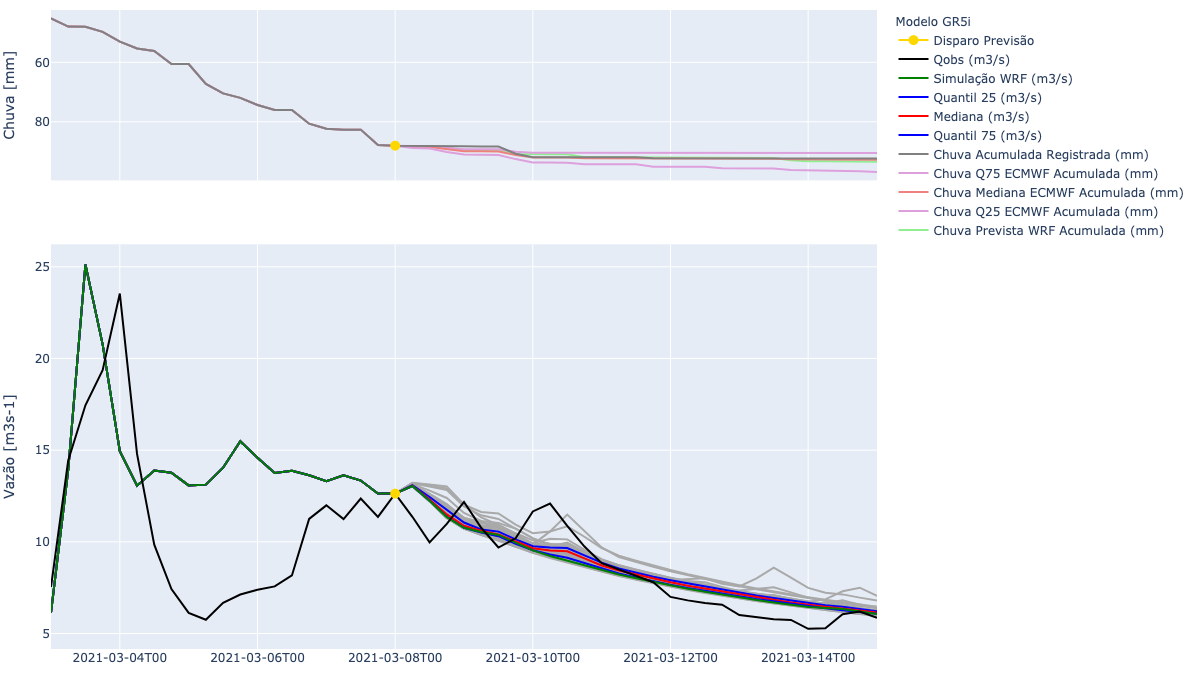 Chuva [mm]
60
80
Modelo GR5i
Disparo Previsão
Qobs (m3/s)
Simulação WRF (m3/s)
Quantil 25 (m3/s)
Mediana (m3/s)
Quantil 75 (m3/s)
Chuva Acumulada Registrada (mm)
Chuva Q75 ECMWF Acumulada (mm)
Chuva Mediana ECMWF Acumulada (mm)
Chuva Q25 ECMWF Acumulada (mm)
Chuva Prevista WRF Acumulada (mm)
Vazão [m3s-1]
25
20
15
10
5
2021-03-04T00 2021-03-06T00 2021-03-08T00 2021-03-10T00 2021-03-12T00 2021-03-14T00